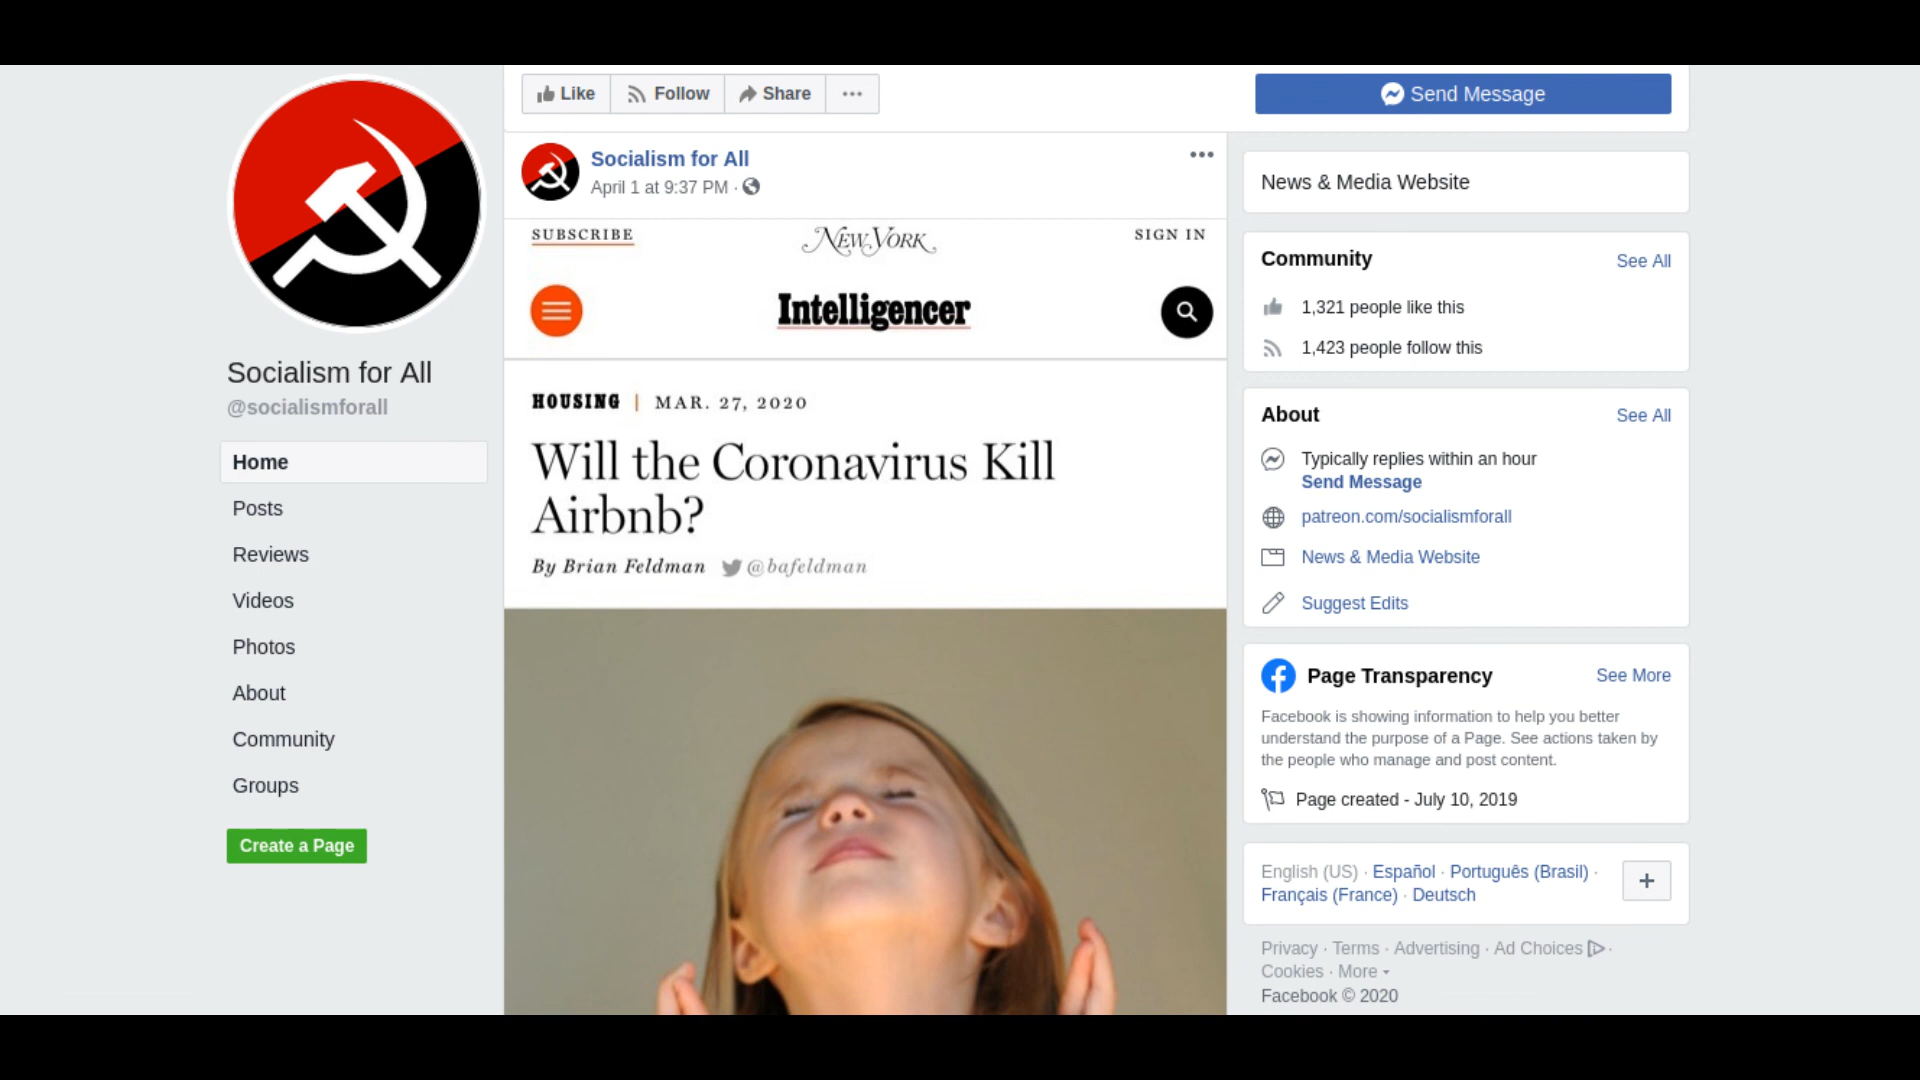 Like
Follow
Share
Send Message
Socialism for All
@socialismforall
Home
Posts
Reviews
Videos
Photos
About
Community
Groups
Create a Page
Socialism for All
April 1 at 9:37 PM ·
SUBSCRIBE
NEW YORK
SIGN IN
Intelligencer
HOUSING | MAR. 27, 2020
Will the Coronavirus Kill
Airbnb?
By Brian Feldman @bafeldman
News & Media Website
Community
See All
1,321 people like this
1,423 people follow this
About
See All
Typically replies within an hour
Send Message
patreon.com/socialismforall
News & Media Website
Suggest Edits
Page Transparency
See More
Facebook is showing information to help you better
understand the purpose of a Page. See actions taken by
the people who manage and post content.
Page created - July 10, 2019
English (US) · Español · Português (Brasil) ·
Français (France) · Deutsch
Privacy · Terms · Advertising · Ad Choices ·
Cookies · More
Facebook © 2020